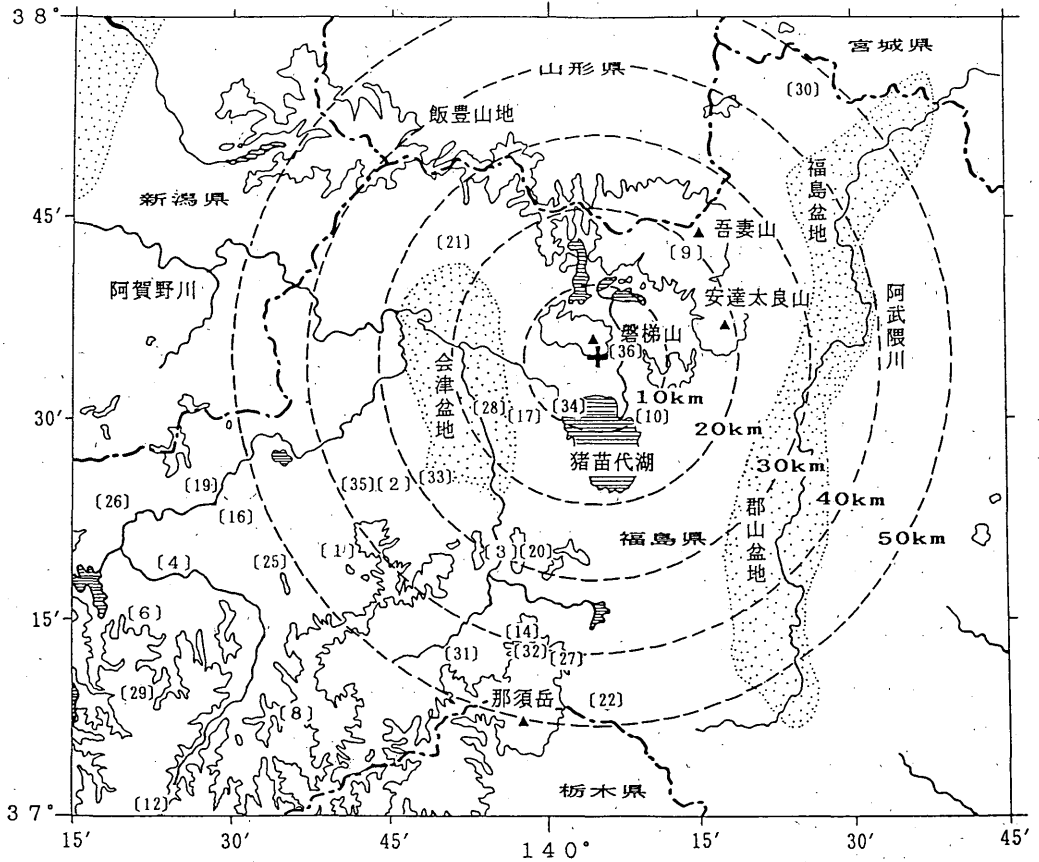 38°
宮城県
山形県
〔30〕
飯豊山地
福島盆地
新潟県
45′
吾妻山
〔21〕
〔9〕
阿賀野川
安達太良山
阿武隈川
磐梯山
〔36〕
会津盆地
10km
30′
〔28〕
〔17〕
〔34〕
〔10〕
20km
猪苗代湖
30km
〔19〕
〔35〕
〔2〕
〔33〕
40km
〔26〕
〔16〕
郡山盆地
50km
福島県
〔1〕
〔3〕
〔20〕
〔4〕
〔25〕
15′
〔6〕
〔14〕
〔32〕
〔31〕
〔27〕
〔29〕
那須岳
〔22〕
〔8〕
栃木県
〔12〕
37°
15′
30′
45′
140°
15′
30′
45′